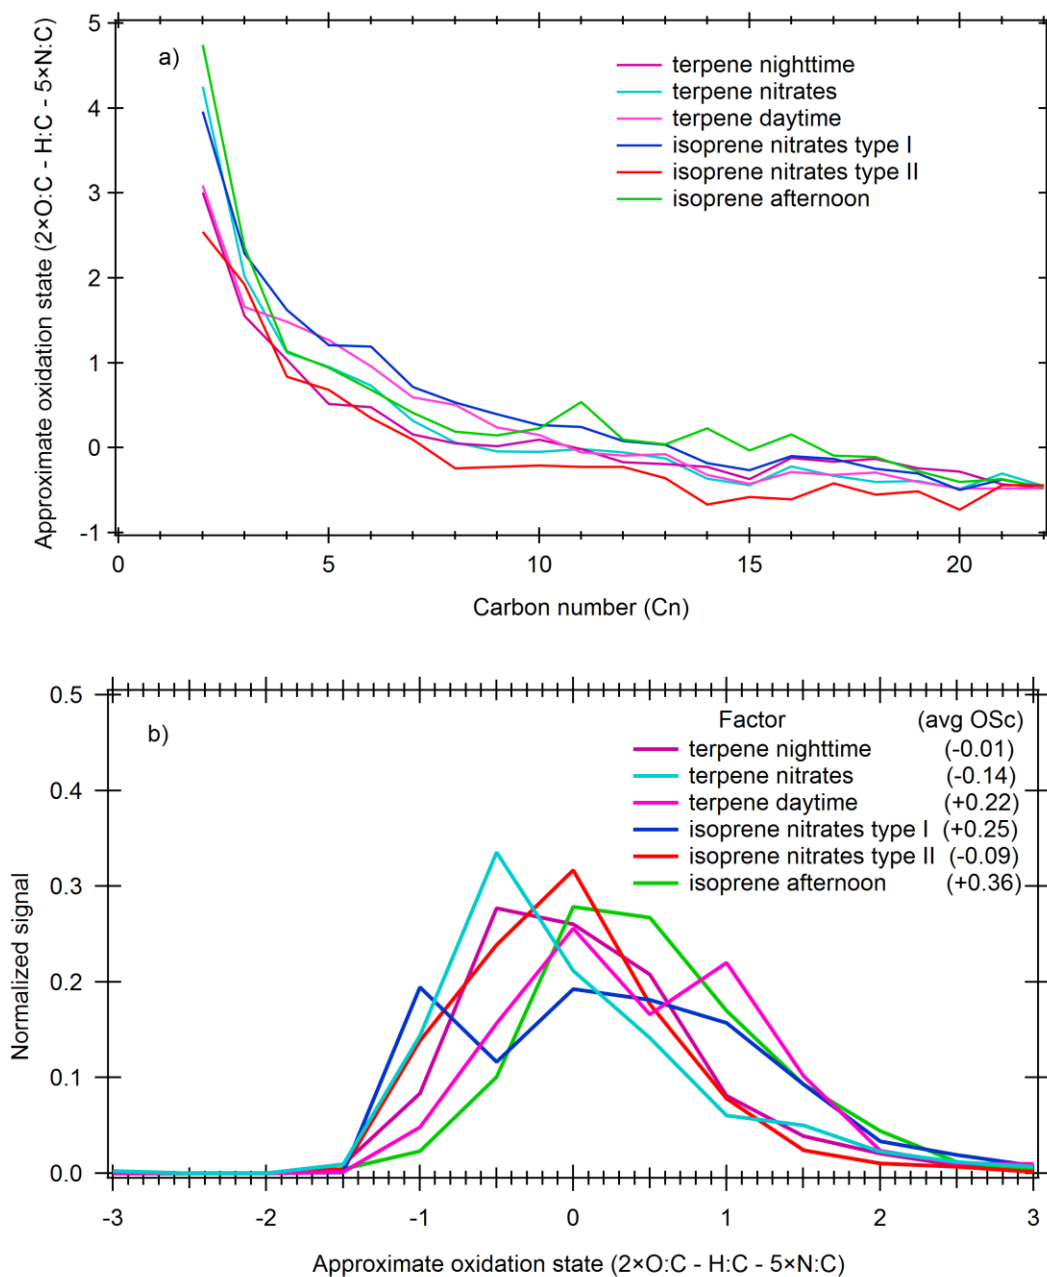 a)
Approximate oxidation state (2×O:C - H:C - 5×N:C)
5
4
3
2
1
0
-1
terpene nighttime
terpene nitrates
terpene daytime
isoprene nitrates type I
isoprene nitrates type II
isoprene afternoon
0 5 10 15 20
Carbon number (Cn)
b)
Normalized signal
0.5
0.4
0.3
0.2
0.1
0.0
Factor (avg OSc)
terpene nighttime (-0.01)
terpene nitrates (-0.14)
terpene daytime (+0.22)
isoprene nitrates type I (+0.25)
isoprene nitrates type II (-0.09)
isoprene afternoon (+0.36)
-3 -2 -1 0 1 2 3
Approximate oxidation state (2×O:C - H:C - 5×N:C)